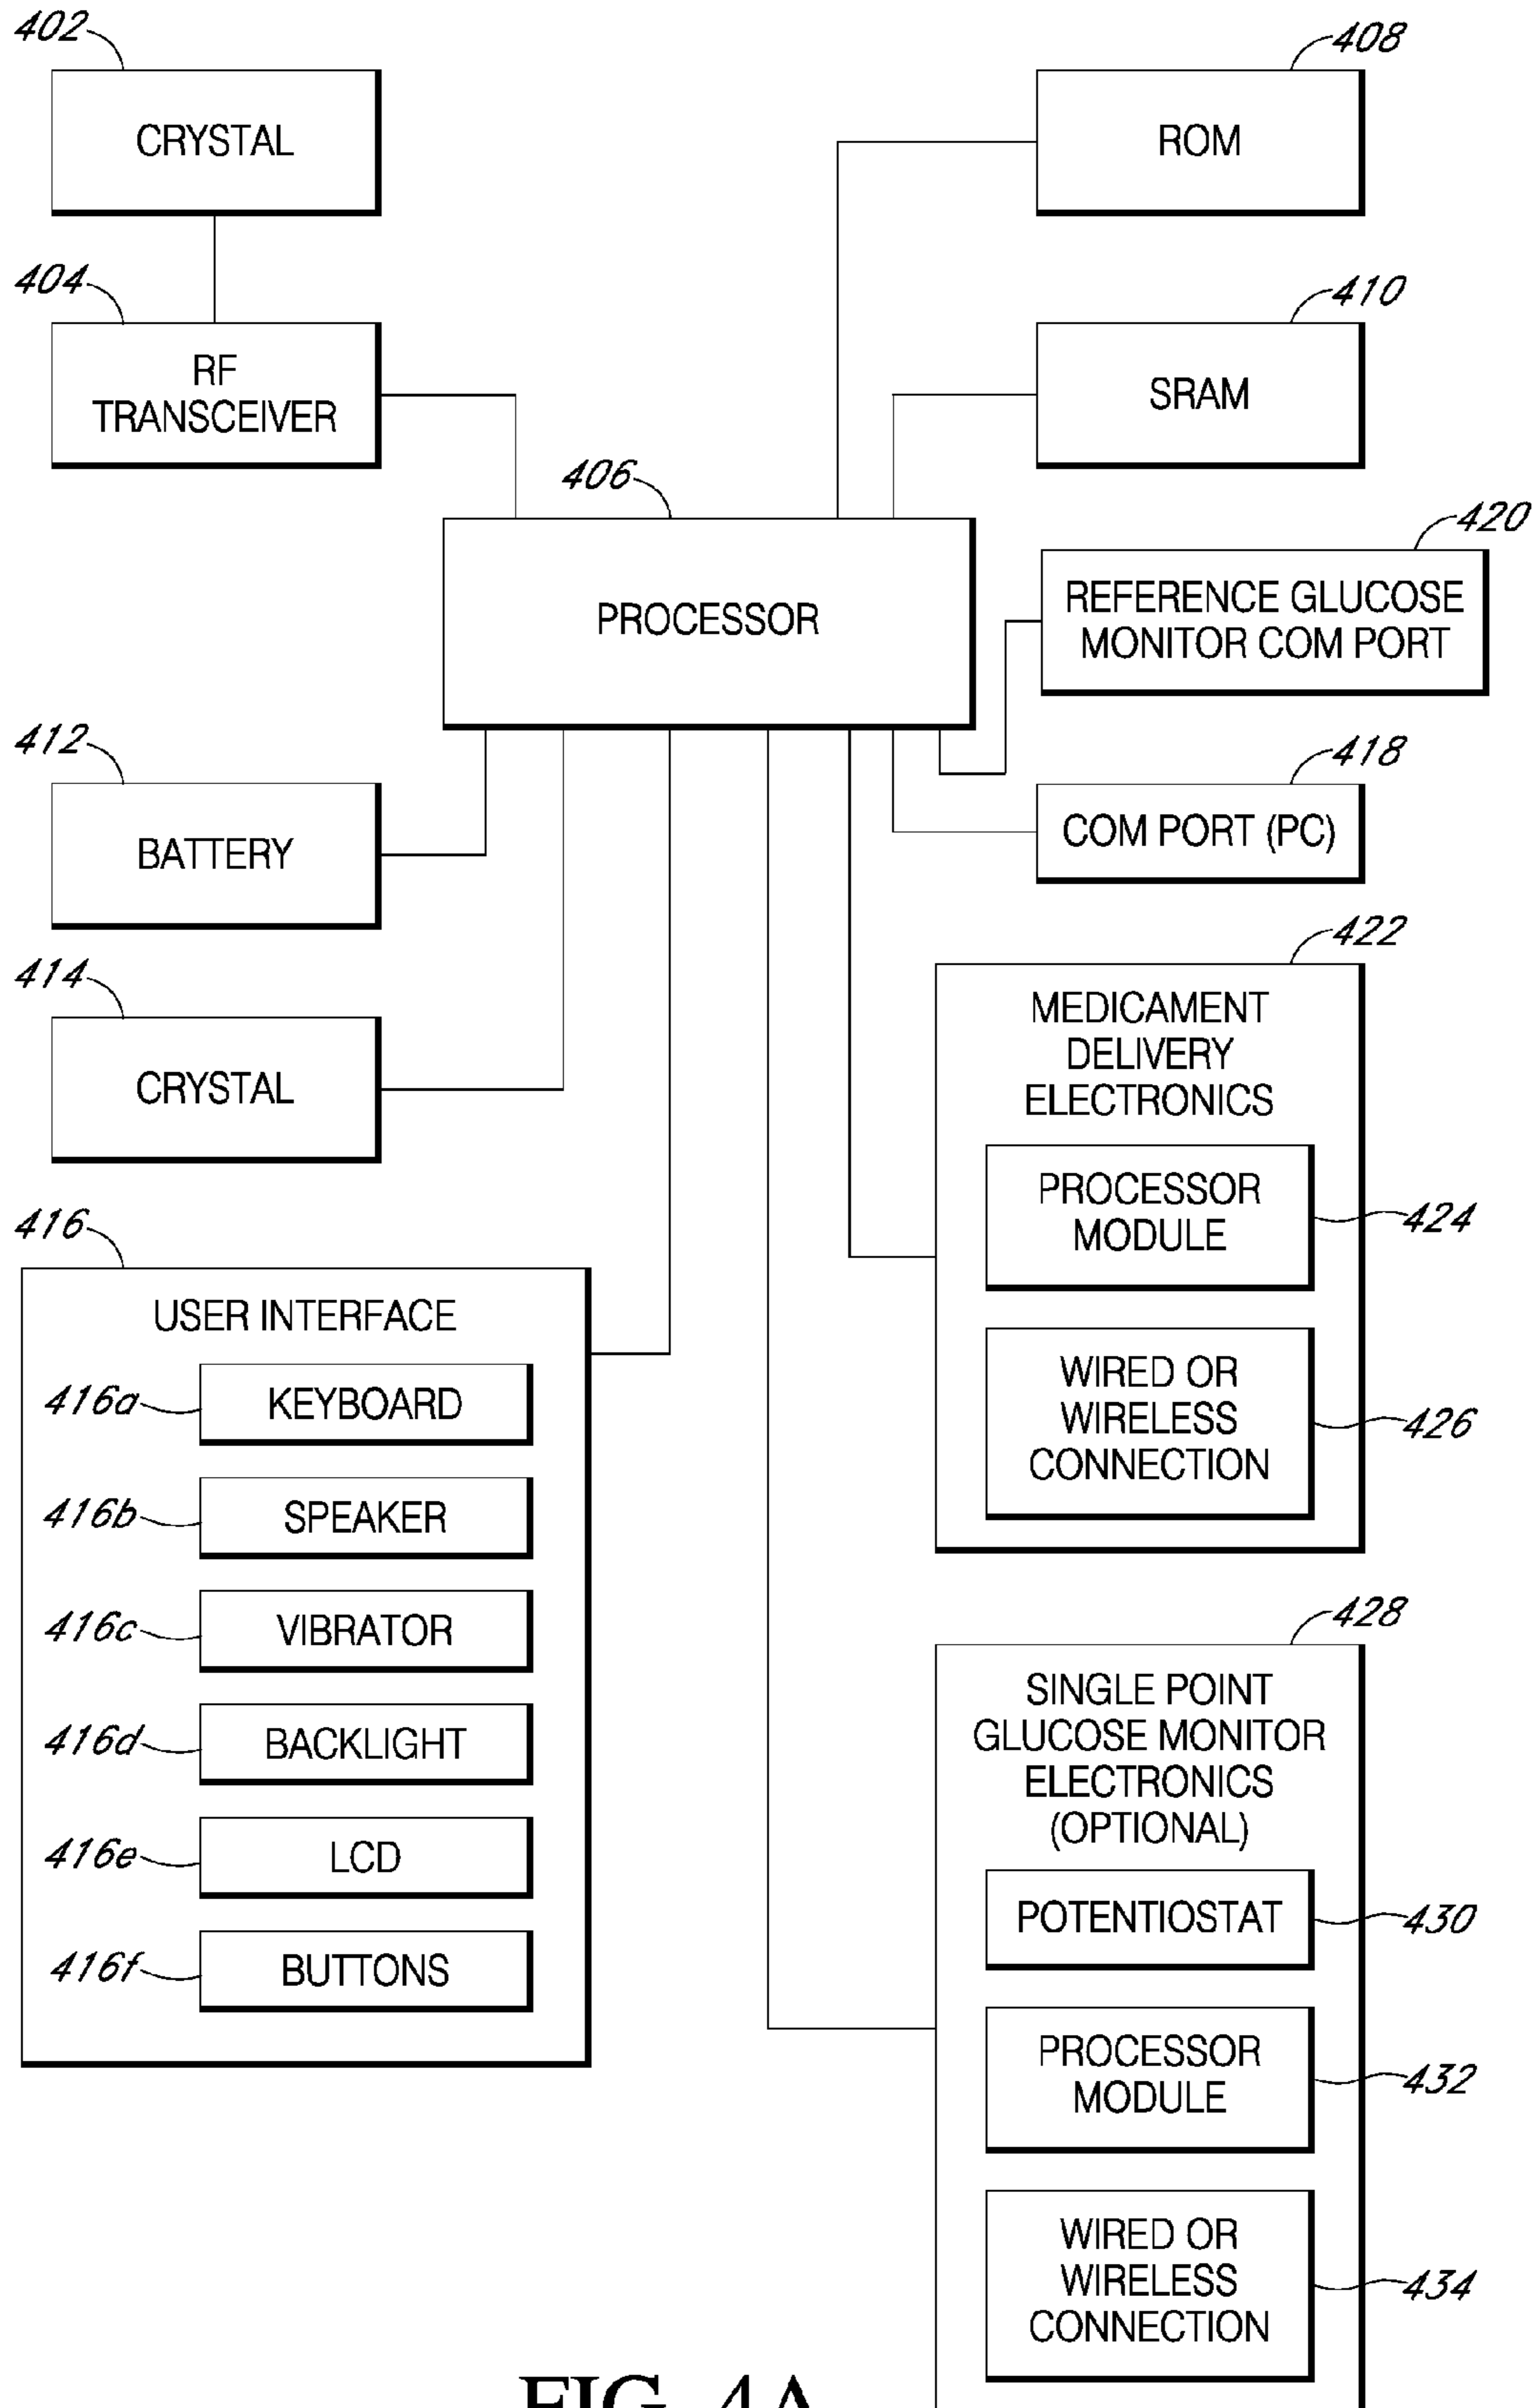 402
CRYSTAL
408
ROM
404
RF
TRANSCEIVER
410
SRAM
406
PROCESSOR
420
REFERENCE GLUCOSE
MONITOR COM PORT
412
BATTERY
418
COM PORT (PC)
414
CRYSTAL
422
MEDICAMENT
DELIVERY
ELECTRONICS
PROCESSOR
MODULE
424
WIRED OR
WIRELESS
CONNECTION
426
416
USER INTERFACE
416a
KEYBOARD
416b
SPEAKER
416c
VIBRATOR
416d
BACKLIGHT
416e
LCD
416f
BUTTONS
428
SINGLE POINT
GLUCOSE MONITOR
ELECTRONICS
(OPTIONAL)
POTENTIOSTAT
430
PROCESSOR
MODULE
432
WIRED OR
WIRELESS
CONNECTION
434
FIG. 4A